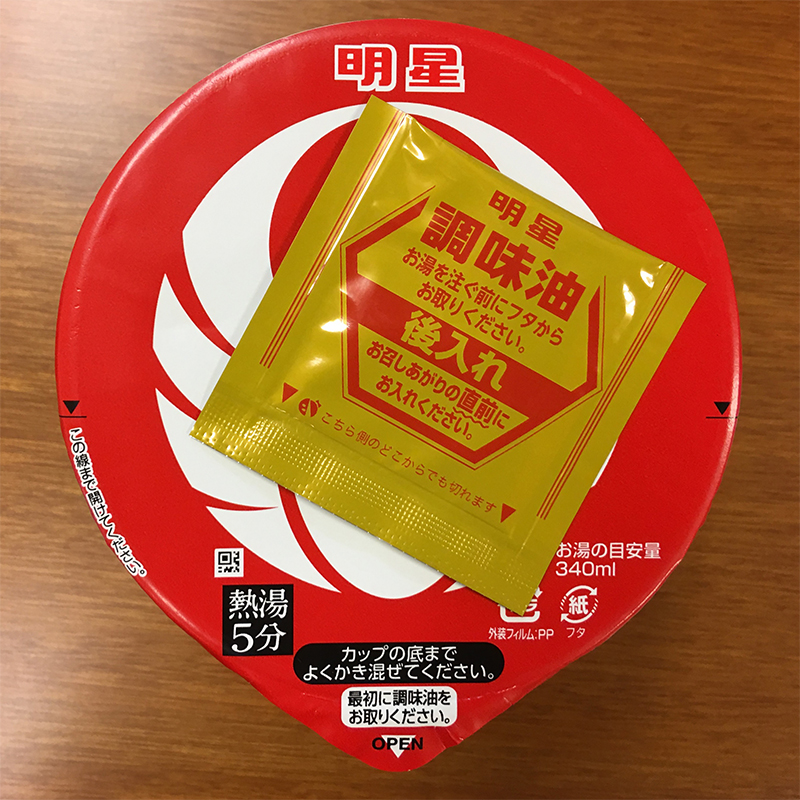 明星
明星
調味油
お湯を注ぐ前にフタから
お取りください。
後入れ
お召しあがりの直前に
お入れください。
こちら側のどこからでも切れます
この線まで開けてください。
お湯の目安量
340ml
熱湯
5分
紙
外装フィルム:PP フタ
カップの底まで
よくかき混ぜてください。
最初に調味油を
お取りください。
OPEN